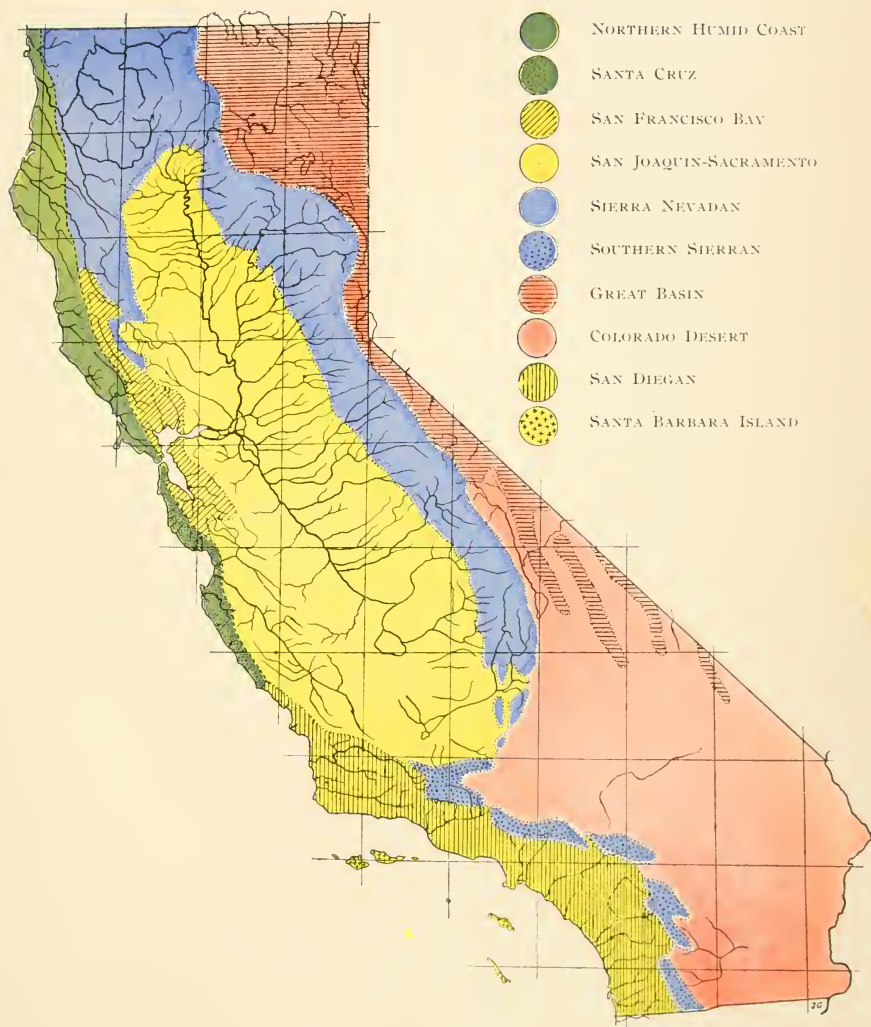 NORTHERN HUMID COAST
SANTA CRUZ
SAN FRANCISCO BAY
SAN JOAQUIN-SACRAMENTO
SIERRA NEVADAN
SOUTHERN SIERRAN
GREAT BASIN
COLORADO DESERT
SAN DIEGAN
SANTA BARBARA ISLAND
JG